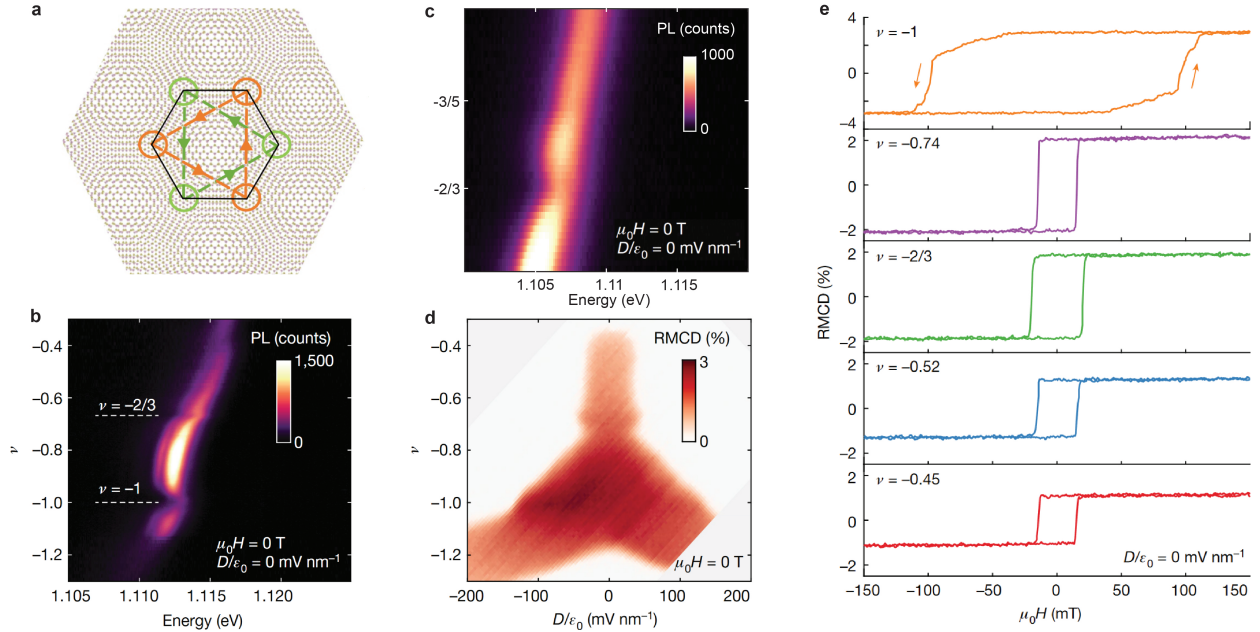 a
b
PL (counts)
1,500
0
ν = −2/3
ν = −1
μ0H = 0 T
D/ε0 = 0 mV nm−1
−0.4
−0.6
−0.8
−1.0
−1.2
ν
1.105
1.110
1.115
1.120
Energy (eV)
c
PL (counts)
1000
0
-3/5
-2/3
μ0H = 0 T
D/ε0 = 0 mV nm−1
1.105
1.11
1.115
Energy (eV)
d
RMCD (%)
3
0
−0.4
−0.6
−0.8
−1.0
−1.2
ν
μ0H = 0 T
−200
−100
0
100
200
D/ε0 (mV nm−1)
e
ν = −1
4
0
−4
ν = −0.74
2
0
−2
ν = −2/3
2
0
−2
ν = −0.52
2
0
−2
ν = −0.45
2
0
−2
RMCD (%)
D/ε0 = 0 mV nm−1
−150
−100
−50
0
50
100
150
μ0H (mT)